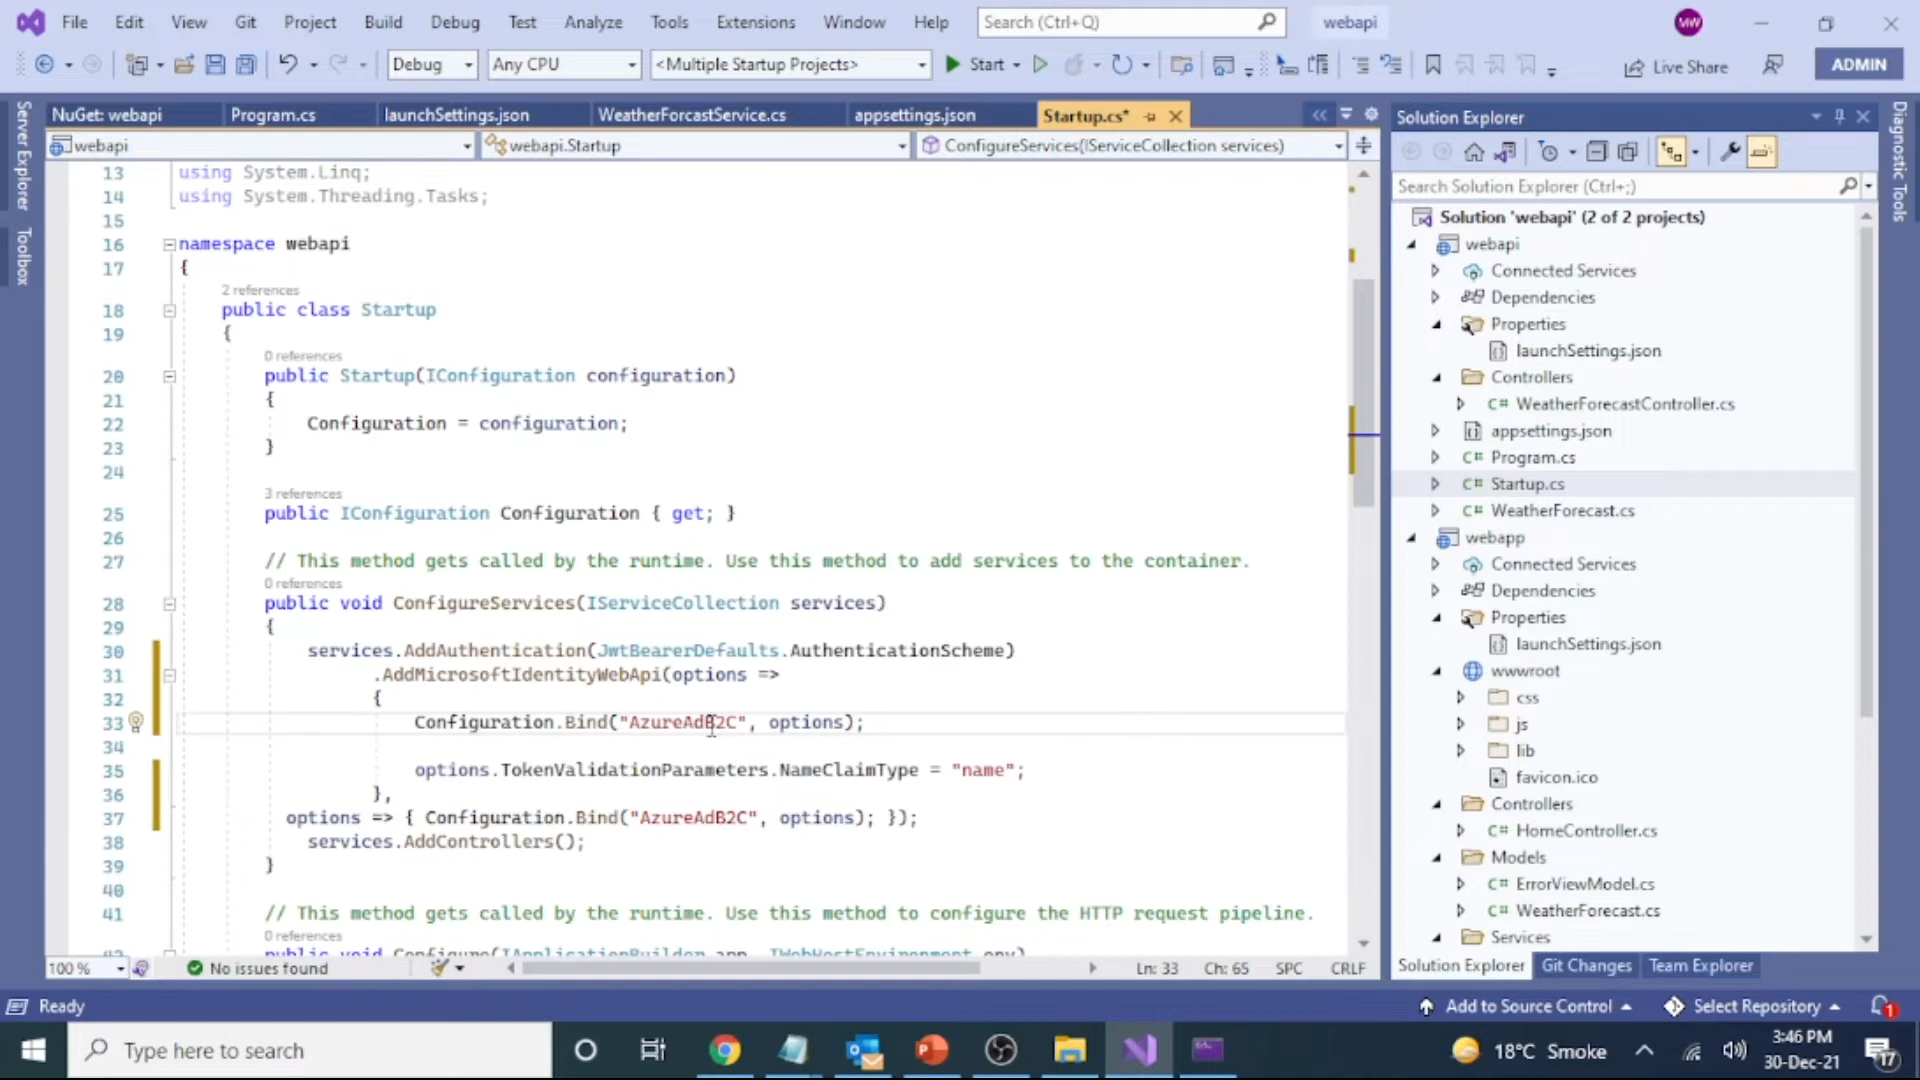 File Edit View Git Project Build Debug Test Analyze Tools Extensions Window Help Search (Ctrl+Q) webapi MW
Debug Any CPU <Multiple Startup Projects> Start Live Share ADMIN
NuGet: webapi Program.cs launchSettings.json WeatherForcastService.cs appsettings.json Startup.cs*
webapi webapi.Startup ConfigureServices(IServiceCollection services)
Server Explorer
Toolbox
13 using System.Linq;
14 using System.Threading.Tasks;
15
16 namespace webapi
17 {
2 references
18 public class Startup
19 {
0 references
20 public Startup(IConfiguration configuration)
21 {
22 Configuration = configuration;
23 }
24
3 references
25 public IConfiguration Configuration { get; }
26
27 // This method gets called by the runtime. Use this method to add services to the container.
0 references
28 public void ConfigureServices(IServiceCollection services)
29 {
30 services.AddAuthentication(JwtBearerDefaults.AuthenticationScheme)
31 .AddMicrosoftIdentityWebApi(options =>
32 {
33 Configuration.Bind("AzureAdB2C", options);
34
35 options.TokenValidationParameters.NameClaimType = "name";
36 },
37 options => { Configuration.Bind("AzureAdB2C", options); });
38 services.AddControllers();
39 }
40
41 // This method gets called by the runtime. Use this method to configure the HTTP request pipeline.
0 references
42 public void Configure(IApplicationBuilder app, IWebHostEnvironment env)
100 % No issues found Ln: 33 Ch: 65 SPC CRLF
Solution Explorer
Search Solution Explorer (Ctrl+;)
Solution 'webapi' (2 of 2 projects)
webapi
Connected Services
Dependencies
Properties
launchSettings.json
Controllers
C# WeatherForecastController.cs
appsettings.json
C# Program.cs
C# Startup.cs
C# WeatherForecast.cs
webapp
Connected Services
Dependencies
Properties
launchSettings.json
wwwroot
css
js
lib
favicon.ico
Controllers
C# HomeController.cs
Models
C# ErrorViewModel.cs
C# WeatherForecast.cs
Services
Solution Explorer Git Changes Team Explorer
Diagnostic Tools
Ready Add to Source Control Select Repository 1
Type here to search 18°C Smoke 3:46 PM
30-Dec-21 17